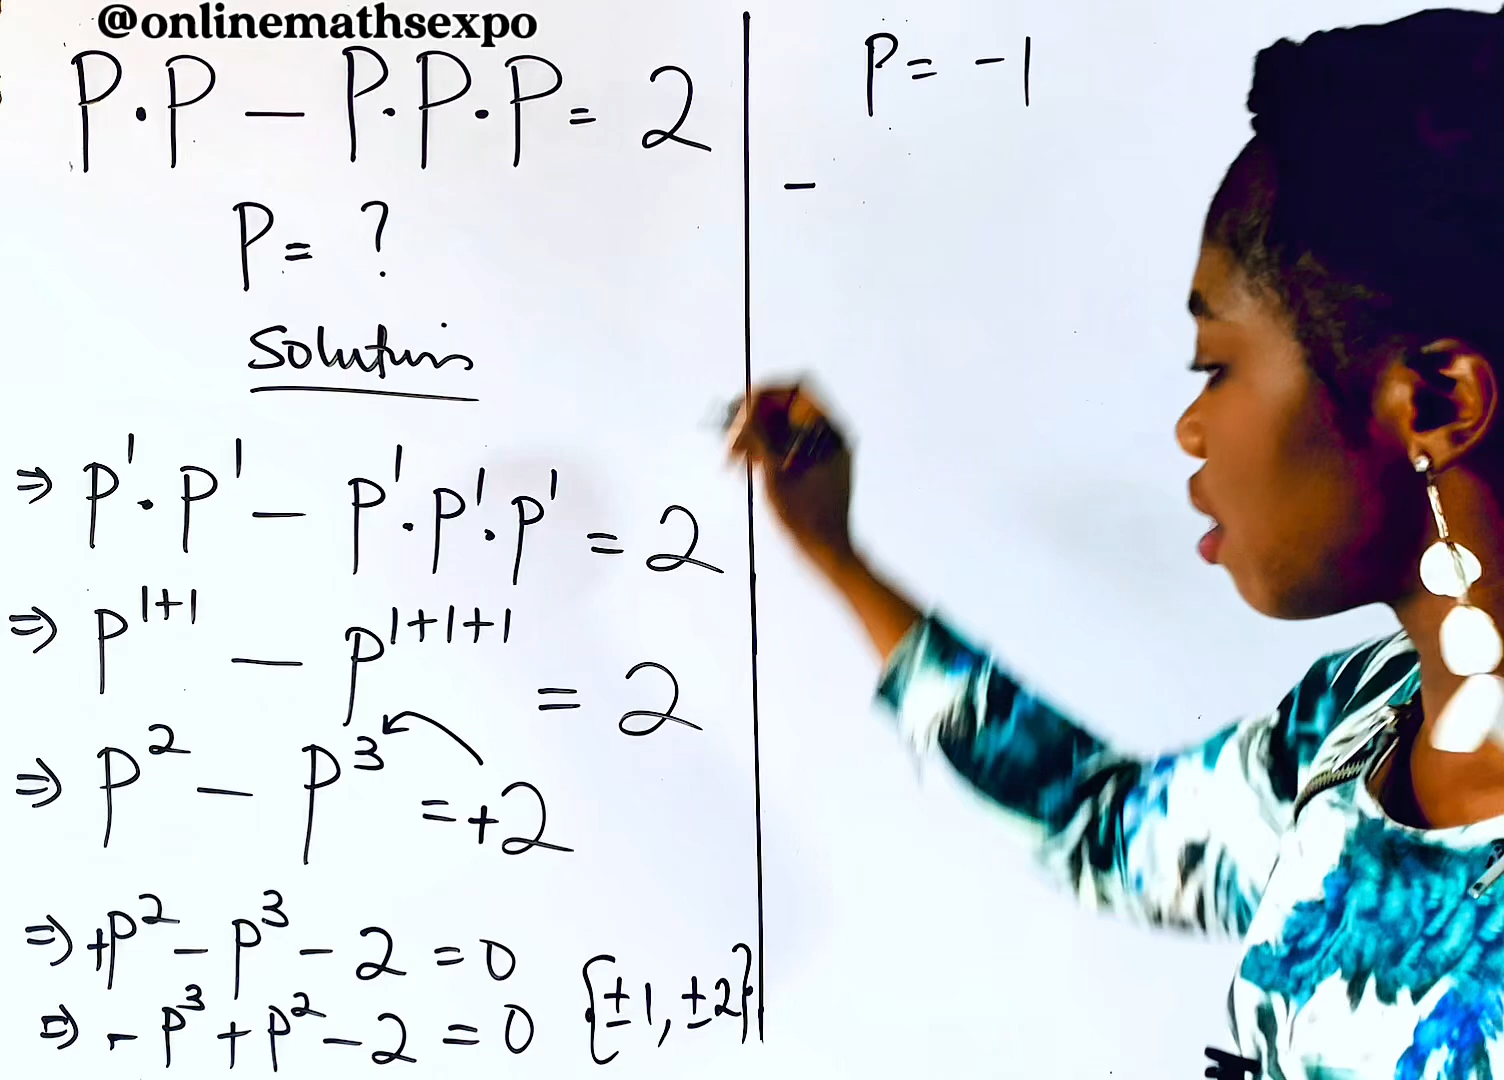 @onlinemathsexpo
P·P − P·P·P = 2
P = ?
Solution
⇒ P¹·P¹ − P¹·P¹·P¹ = 2
⇒ P¹⁺¹ − P¹⁺¹⁺¹ = 2
⇒ P² − P³ = +2
⇒ +P² − P³ − 2 = 0
⇒ −P³ + P² − 2 = 0 {±1, ±2}
P = −1
−